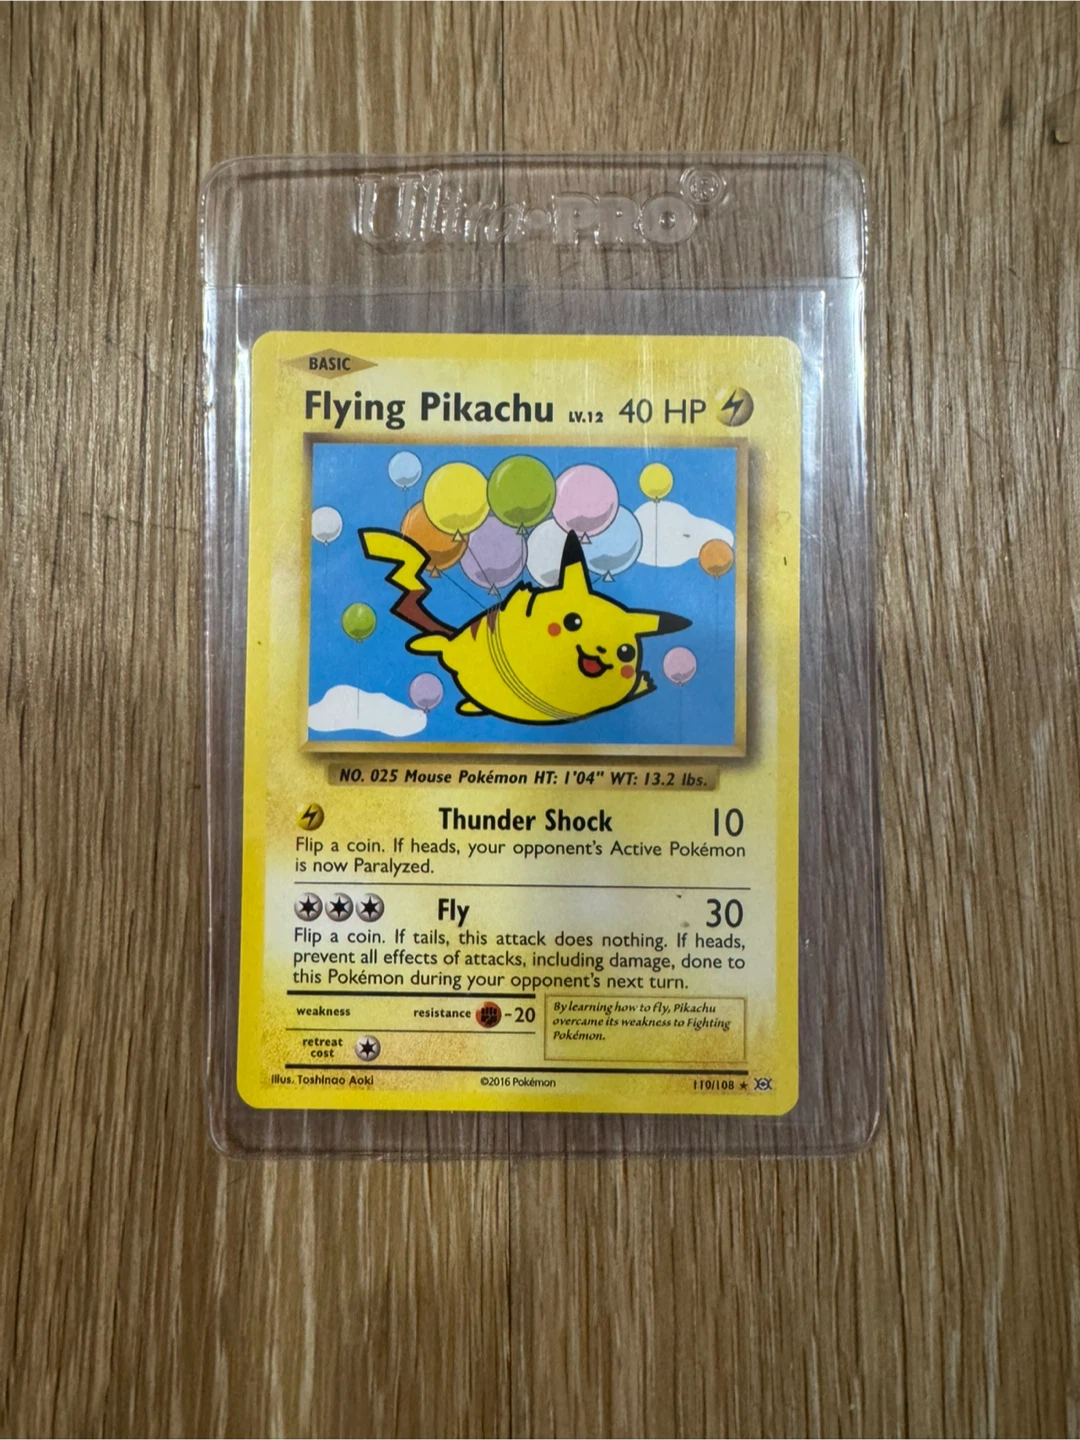 Ultra·PRO®
BASIC
Flying Pikachu LV.12 40 HP
NO. 025 Mouse Pokémon HT: 1'04" WT: 13.2 lbs.
Thunder Shock 10
Flip a coin. If heads, your opponent's Active Pokémon
is now Paralyzed.
Fly 30
Flip a coin. If tails, this attack does nothing. If heads,
prevent all effects of attacks, including damage, done to
this Pokémon during your opponent's next turn.
weakness resistance -20
By learning how to fly, Pikachu
overcame its weakness to Fighting
Pokémon.
retreat
cost
Illus. Toshinao Aoki ©2016 Pokémon 110/108 ★